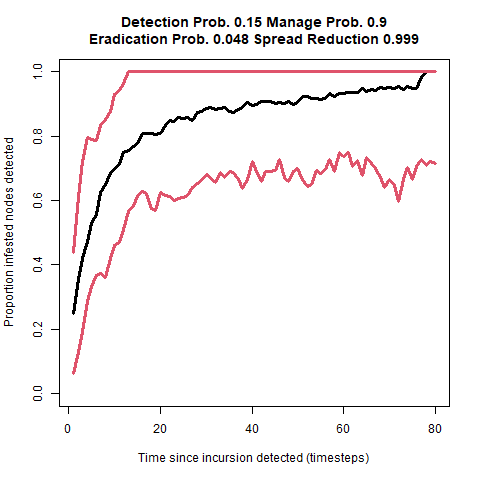 Detection Prob. 0.15 Manage Prob. 0.9
Eradication Prob. 0.048 Spread Reduction 0.999
Proportion infested nodes detected
1.0
0.8
0.6
0.4
0.2
0.0
0 20 40 60 80
Time since incursion detected (timesteps)